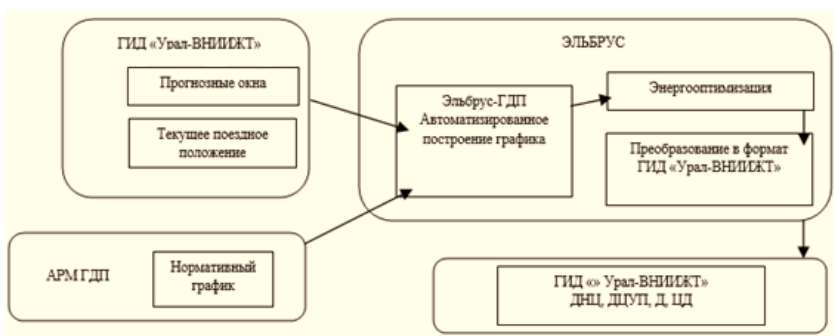 ГИД «Урал-ВНИИЖТ»
Прогнозные окна
Текущее поездное
положение
ЭЛЬБРУС
Эльбрус-ГДП
Автоматизированное
построение графика
Энергооптимизация
Преобразование в формат
ГИД «Урал-ВНИИЖТ»
АРМ ГДП
Нормативный
график
ГИД «» Урал-ВНИИЖТ»
ДНЦ, ДЦУП, Д, ЦД